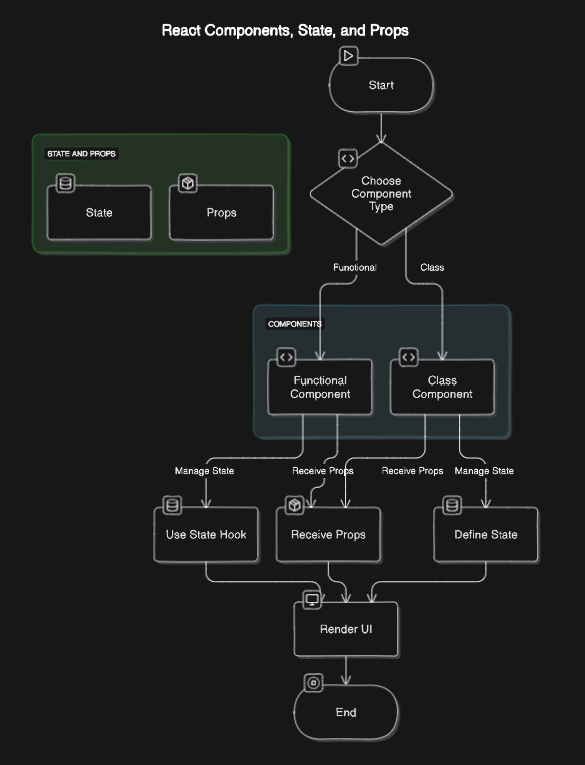 React Components, State, and Props
Start
STATE AND PROPS
State
Props
Choose
Component
Type
Functional
Class
COMPONENTS
Functional
Component
Class
Component
Manage State
Receive Props
Receive Props
Manage State
Use State Hook
Receive Props
Define State
Render UI
End